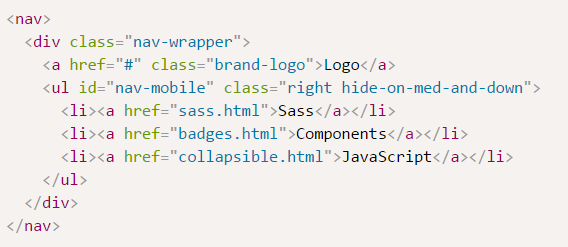 <nav>
<div class="nav-wrapper">
<a href="#" class="brand-logo">Logo</a>
<ul id="nav-mobile" class="right hide-on-med-and-down">
<li><a href="sass.html">Sass</a></li>
<li><a href="badges.html">Components</a></li>
<li><a href="collapsible.html">JavaScript</a></li>
</ul>
</div>
</nav>